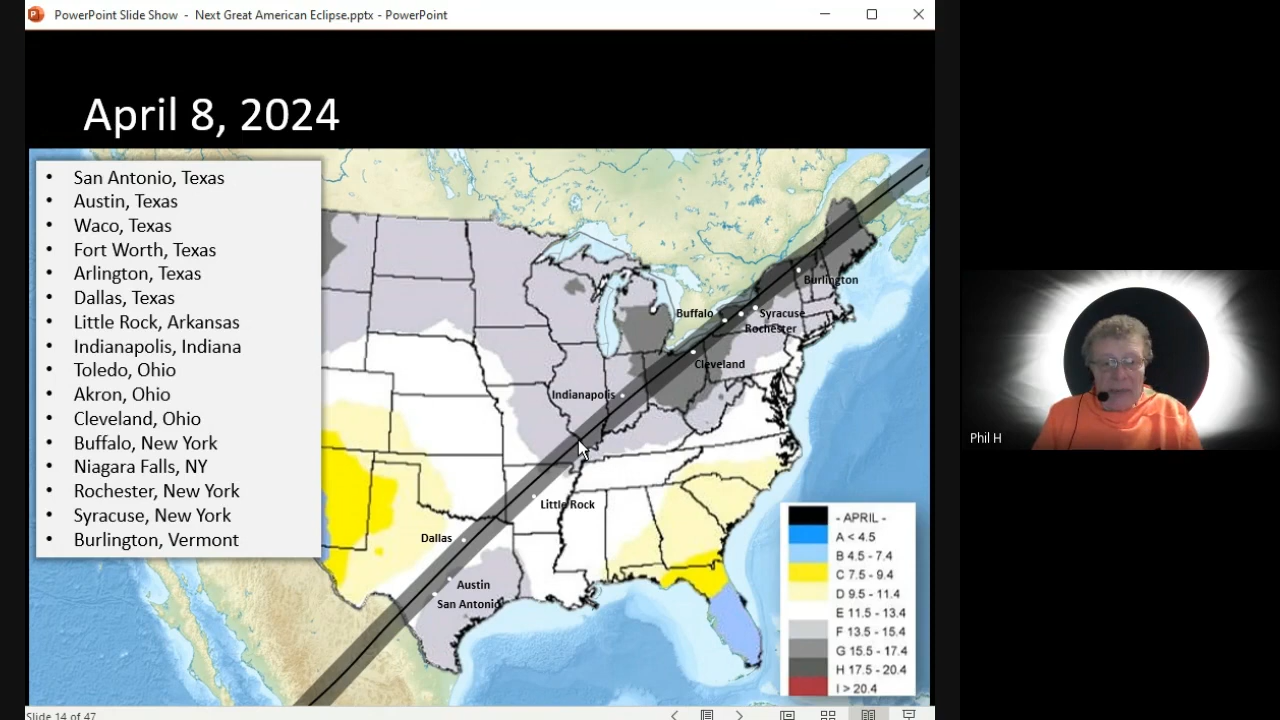 PowerPoint Slide Show - Next Great American Eclipse.pptx - PowerPoint
April 8, 2024
• San Antonio, Texas
• Austin, Texas
• Waco, Texas
• Fort Worth, Texas
• Arlington, Texas
• Dallas, Texas
• Little Rock, Arkansas
• Indianapolis, Indiana
• Toledo, Ohio
• Akron, Ohio
• Cleveland, Ohio
• Buffalo, New York
• Niagara Falls, NY
• Rochester, New York
• Syracuse, New York
• Burlington, Vermont
Burlington
Buffalo
Syracuse
Rochester
Cleveland
Indianapolis
Little Rock
Dallas
Austin
San Antonio
- APRIL -
A < 4.5
B 4.5 - 7.4
C 7.5 - 9.4
D 9.5 - 11.4
E 11.5 - 13.4
F 13.5 - 15.4
G 15.5 - 17.4
H 17.5 - 20.4
I > 20.4
Phil H
Slide 14 of 47